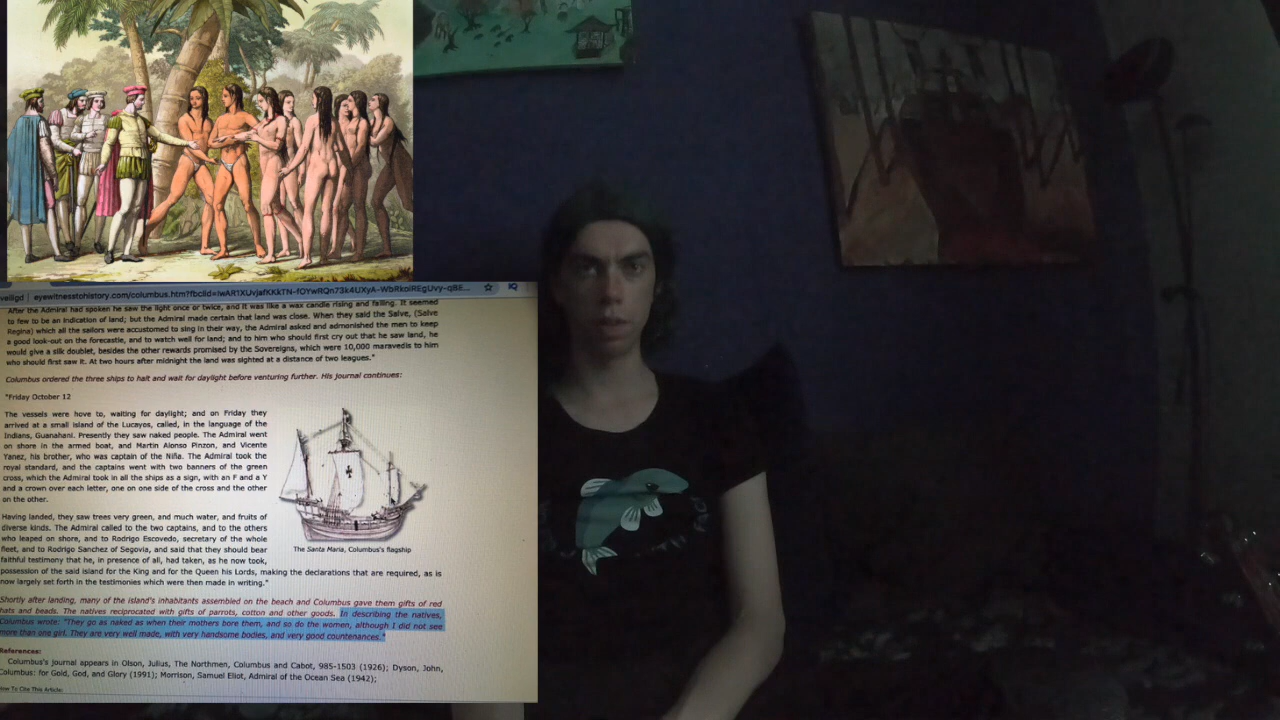 eyewitnesstohistory.com/columbus.htm?fbclid=IwAR1XUvjafKKkTN-fOYwRQn73k4UXyA-WbRkolREgUvy-qBE...
After the Admiral had spoken he saw the light once or twice, and it was like a wax candle rising and falling. It seemed
to few to be an indication of land; but the Admiral made certain that land was close. When they said the Salve, (Salve
Regina) which all the sailors were accustomed to sing in their way, the Admiral asked and admonished the men to keep
a good look-out on the forecastle, and to watch well for land; and to him who should first cry out that he saw land, he
would give a silk doublet, besides the other rewards promised by the Sovereigns, which were 10,000 maravedis to him
who should first saw it. At two hours after midnight the land was sighted at a distance of two leagues."
Columbus ordered the three ships to halt and wait for daylight before venturing further. His journal continues:
"Friday October 12
The vessels were hove to, waiting for daylight; and on Friday they
arrived at a small island of the Lucayos, called, in the language of the
Indians, Guanahani. Presently they saw naked people. The Admiral went
on shore in the armed boat, and Martin Alonso Pinzon, and Vicente
Yanez, his brother, who was captain of the Niña. The Admiral took the
royal standard, and the captains went with two banners of the green
cross, which the Admiral took in all the ships as a sign, with an F and a Y
and a crown over each letter, one on one side of the cross and the other
on the other.
Having landed, they saw trees very green, and much water, and fruits of
diverse kinds. The Admiral called to the two captains, and to the others
who leaped on shore, and to Rodrigo Escovedo, secretary of the whole
fleet, and to Rodrigo Sanchez of Segovia, and said that they should bear
faithful testimony that he, in presence of all, had taken, as he now took,
possession of the said island for the King and for the Queen his Lords, making the declarations that are required, as is
now largely set forth in the testimonies which were then made in writing."
The Santa Maria, Columbus's flagship
Shortly after landing, many of the island's inhabitants assembled on the beach and Columbus gave them gifts of red
hats and beads. The natives reciprocated with gifts of parrots, cotton and other goods. In describing the natives,
Columbus wrote: "They go as naked as when their mothers bore them, and so do the women, although I did not see
more than one girl. They are very well made, with very handsome bodies, and very good countenances."
References:
Columbus's journal appears in Olson, Julius, The Northmen, Columbus and Cabot, 985-1503 (1926); Dyson, John,
Columbus: for Gold, God, and Glory (1991); Morrison, Samuel Eliot, Admiral of the Ocean Sea (1942);
How To Cite This Article: